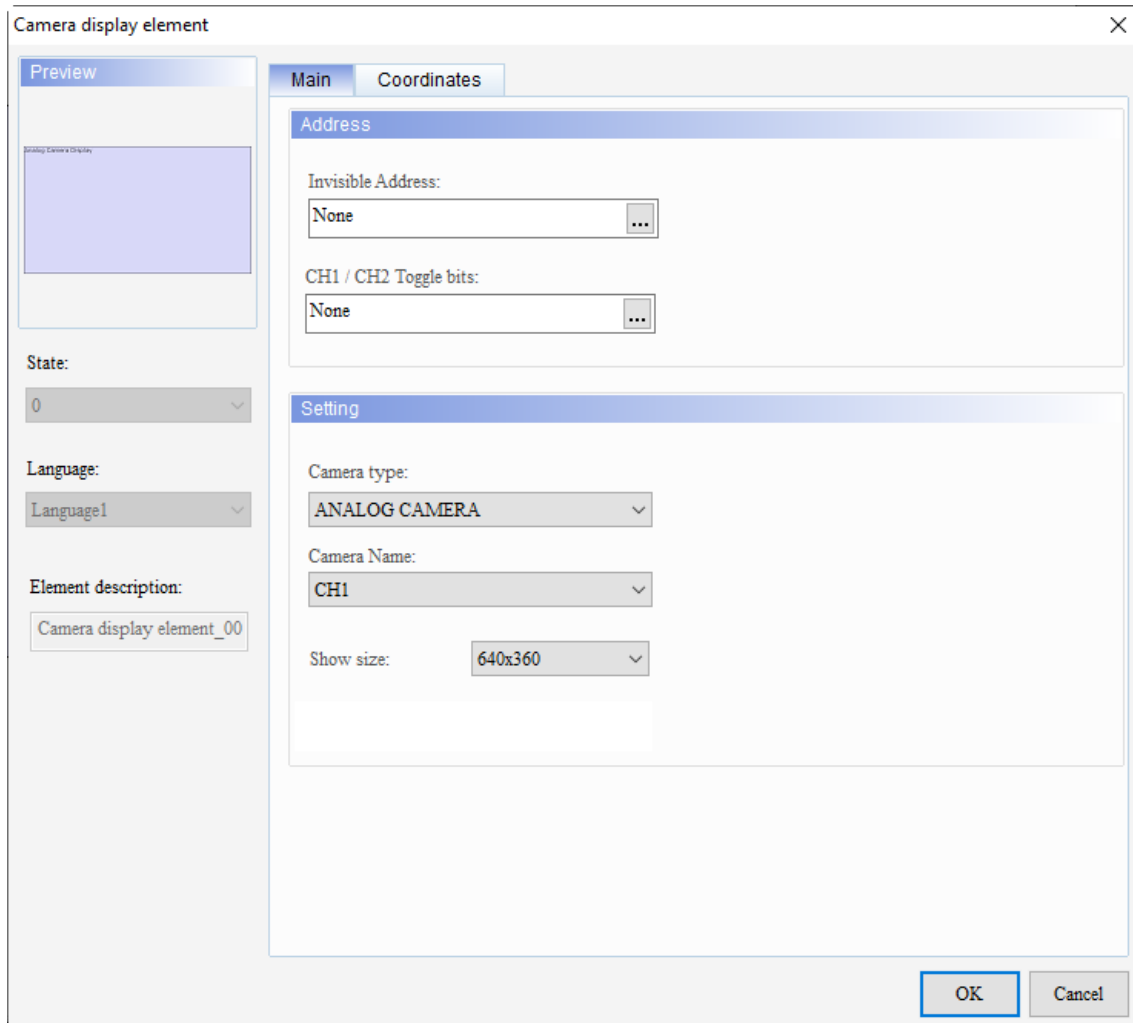 Camera display element
Preview
Analog Camera Display
State:
0
Language:
Language1
Element description:
Camera display element_00
Main
Coordinates
Address
Invisible Address:
None
...
CH1 / CH2 Toggle bits:
None
...
Setting
Camera type:
ANALOG CAMERA
Camera Name:
CH1
Show size:
640x360
OK
Cancel